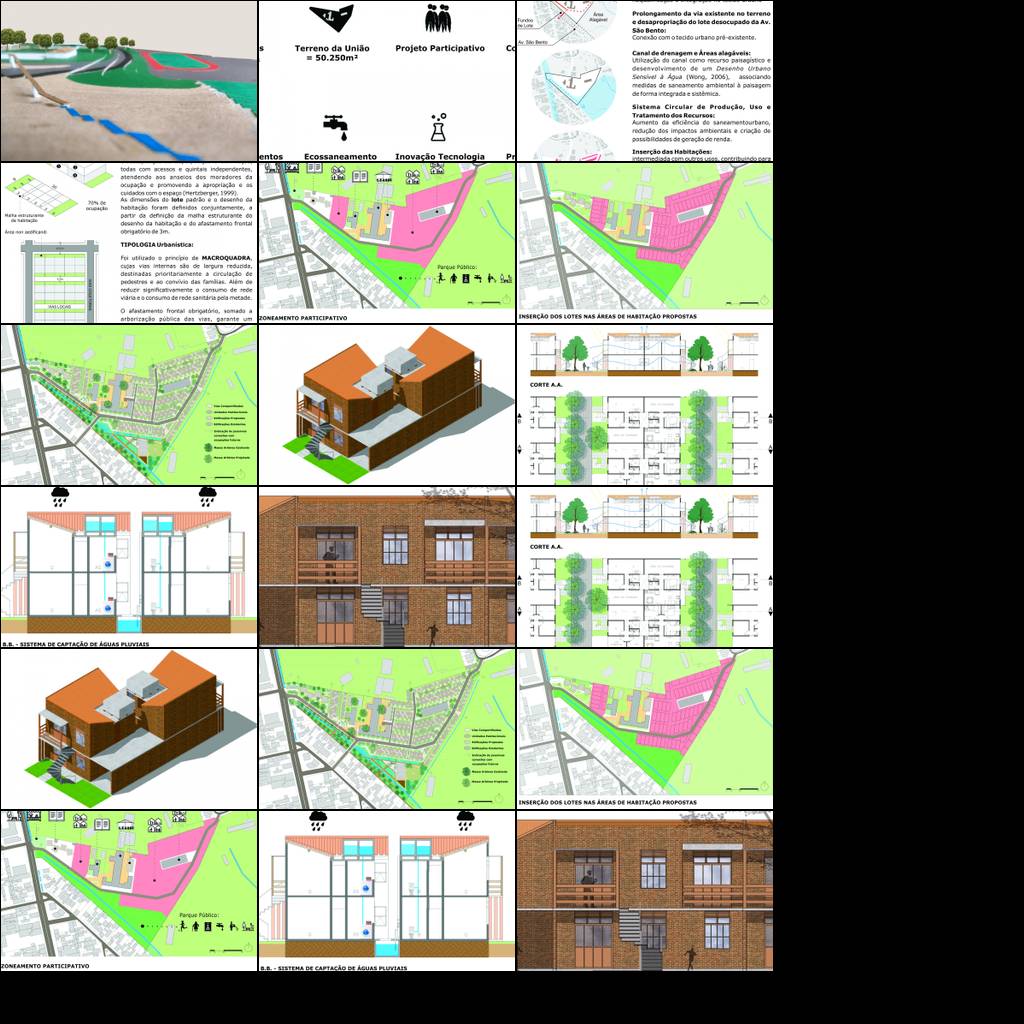 Terreno da União
= 50.250m²
Projeto Participativo
Ecossaneamento
Inovação Tecnologia
Área
Alagável
Fundos
de Lote
Av. São Bento
Prolongamento da via existente no terreno
e desapropriação do lote desocupado da Av.
São Bento:
Conexão com o tecido urbano pré-existente.
Canal de drenagem e Áreas alagáveis:
Utilização do canal como recurso paisagístico e
desenvolvimento de um Desenho Urbano
Sensível à Água (Wong, 2006), associando
medidas de saneamento ambiental à paisagem
de forma integrada e sistêmica.
Sistema Circular de Produção, Uso e
Tratamento dos Recursos:
Aumento da eficiência do saneamentourbano,
redução dos impactos ambientais e criação de
possibilidades de geração de renda.
Inserção das Habitações:
intermediada com outros usos, contribuindo para
70% de
ocupação
Malha estruturante
de habitação
Área non aedificandi
VIAS LOCAIS
todas com acessos e quintais independentes,
atendendo aos anseios dos moradores da
ocupação e promovendo a apropriação e os
cuidados com o espaço (Hertzberger, 1999).
As dimensões do lote padrão e o desenho da
habitação foram definidos conjuntamente, a
partir da definição da malha estruturante do
desenho da habitação e do afastamento frontal
obrigatório de 3m.
TIPOLOGIA Urbanística:
Foi utilizado o princípio de MACROQUADRA,
cujas vias internas são de largura reduzida,
destinadas prioritariamente a circulação de
pedestres e ao convívio das famílias. Além de
reduzir significativamente o consumo de rede
viária e o consumo de rede sanitária pela metade.
O afastamento frontal obrigatório, somado a
arborização pública das vias, garante um
Parque Público:
ZONEAMENTO PARTICIPATIVO
INSERÇÃO DOS LOTES NAS ÁREAS DE HABITAÇÃO PROPOSTAS
CORTE A.A.
B.B. - SISTEMA DE CAPTAÇÃO DE ÁGUAS PLUVIAIS
CORTE A.A.
INSERÇÃO DOS LOTES NAS ÁREAS DE HABITAÇÃO PROPOSTAS
Parque Público:
ZONEAMENTO PARTICIPATIVO
B.B. - SISTEMA DE CAPTAÇÃO DE ÁGUAS PLUVIAIS